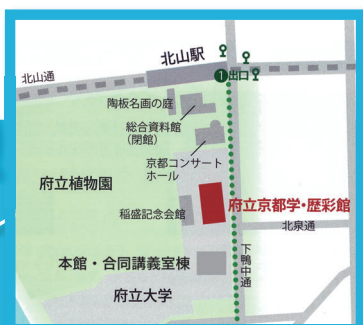 北山駅
北山通
1出口
陶板名画の庭
総合資料館
(閉館)
京都コンサート
ホール
府立植物園
府立京都学・歴彩館
稲盛記念会館
北泉通
下鴨中通
本館・合同講義室棟
府立大学